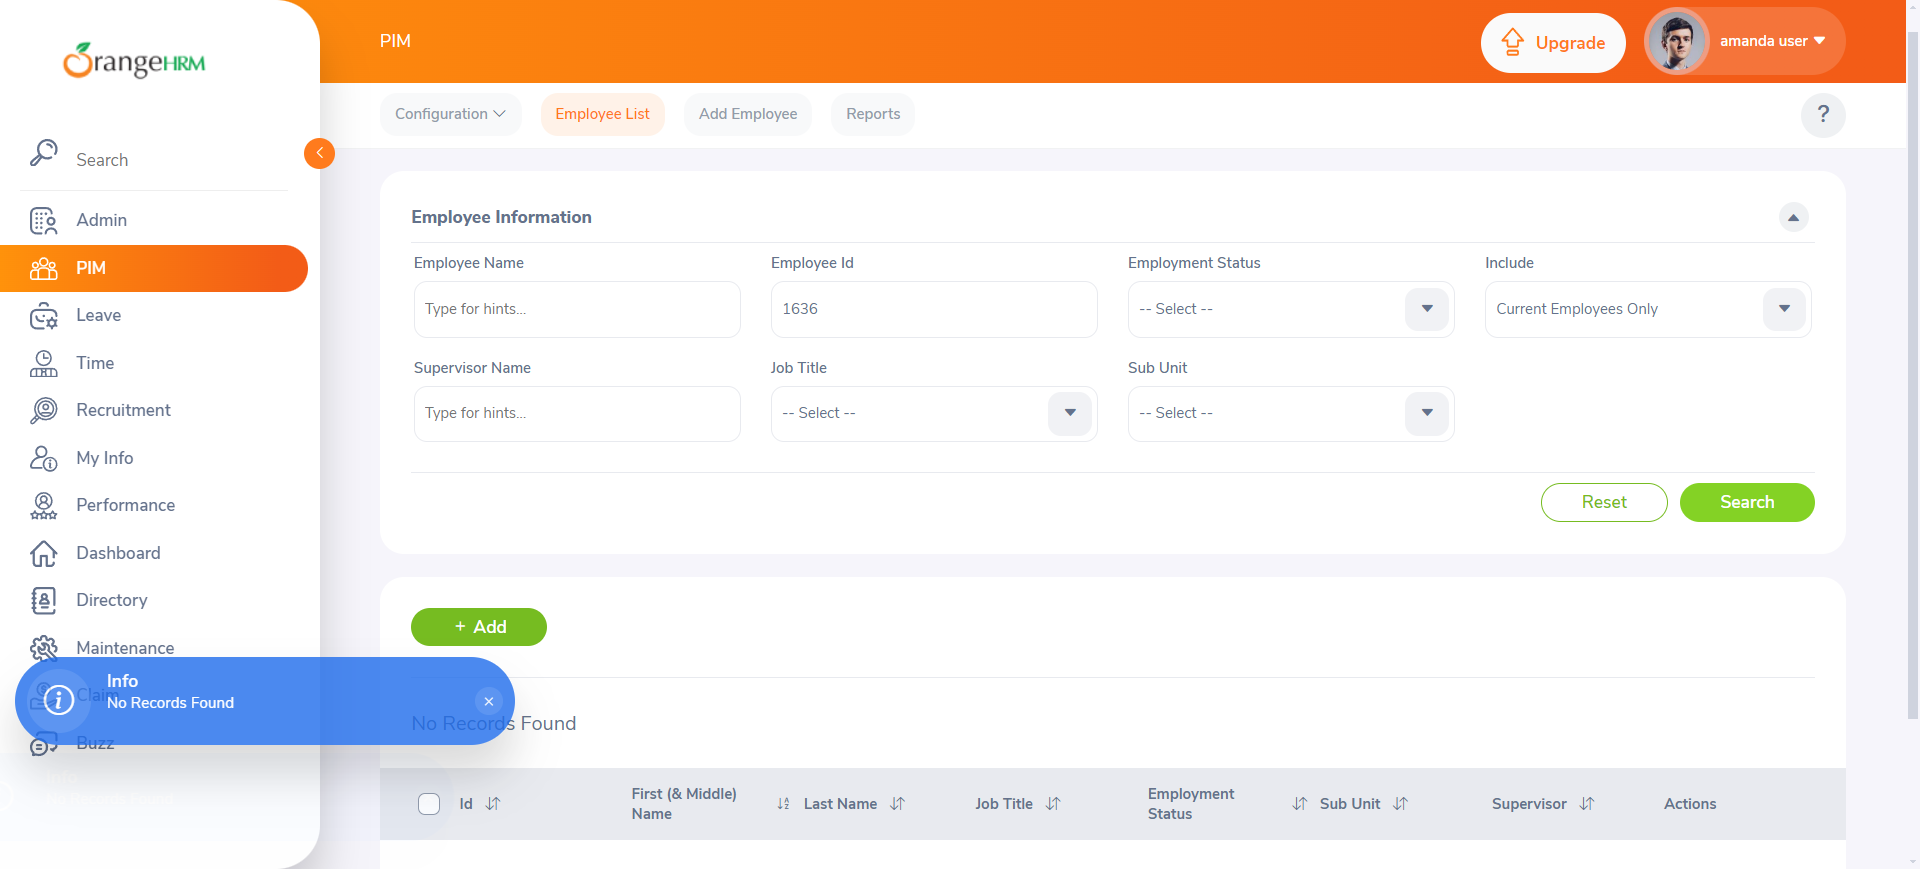 OrangeHRM
PIM
Upgrade
amanda user
Search
Configuration
Employee List
Add Employee
Reports
?
Admin
PIM
Leave
Time
Recruitment
My Info
Performance
Dashboard
Directory
Maintenance
Claim
Buzz
Employee Information
Employee Name
Employee Id
Employment Status
Include
Type for hints...
1636
-- Select --
Current Employees Only
Supervisor Name
Job Title
Sub Unit
Type for hints...
-- Select --
-- Select --
Reset
Search
+ Add
Info
No Records Found
No Records Found
Id
First (& Middle) Name
Last Name
Job Title
Employment Status
Sub Unit
Supervisor
Actions